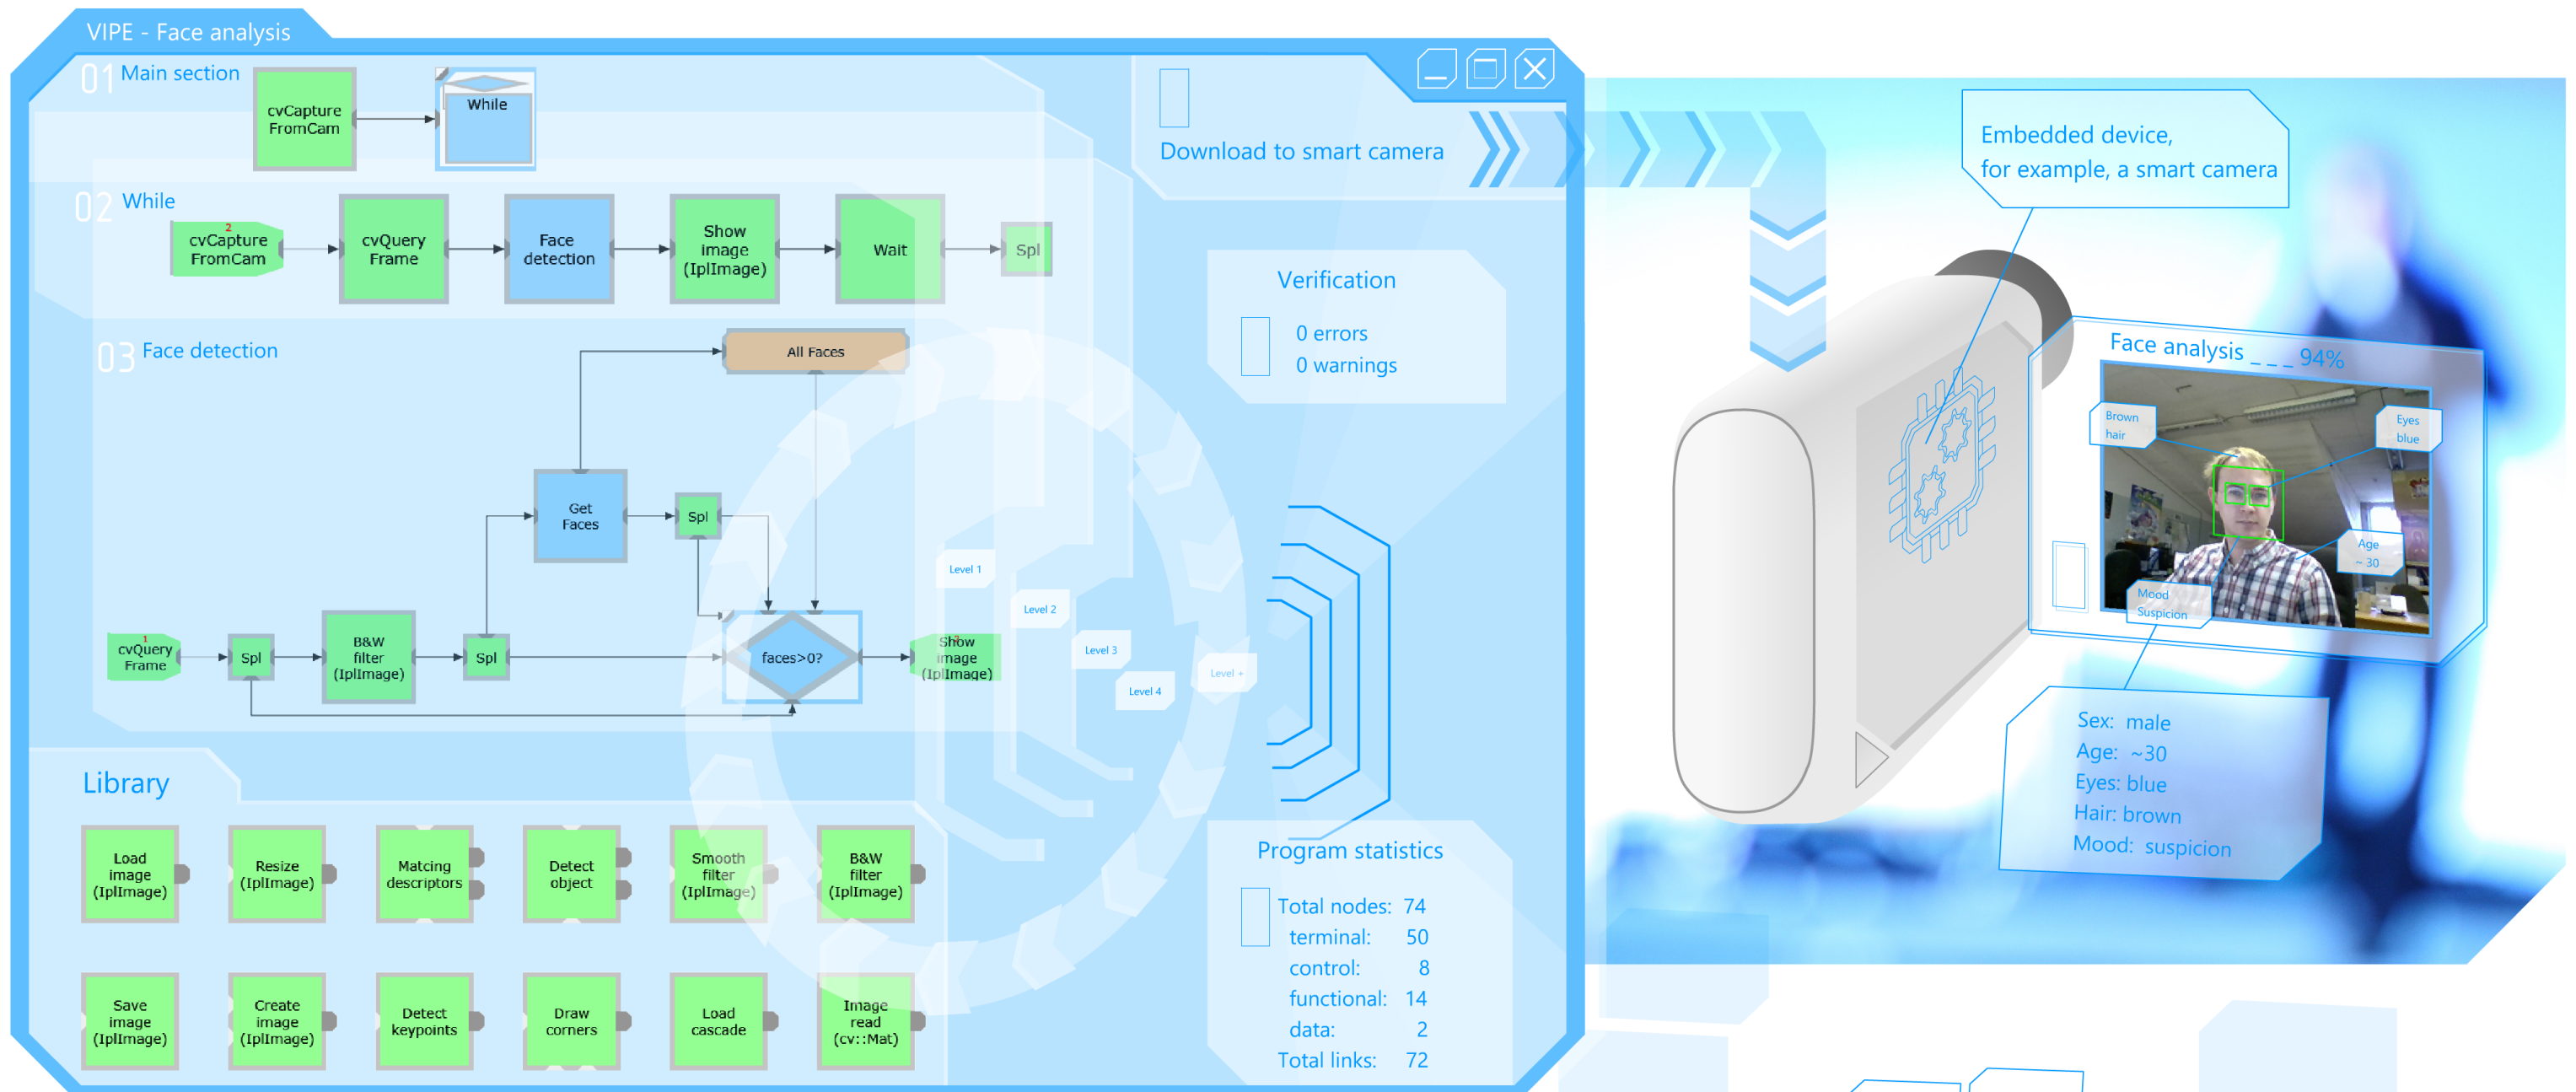 VIPE - Face analysis
01 Main section
cvCapture
FromCam
While
Download to smart camera
02 While
2
cvCapture
FromCam
cvQuery
Frame
Face
detection
Show
image
(IplImage)
Wait
Spl
03 Face detection
All Faces
Get
Faces
Spl
1
cvQuery
Frame
Spl
B&W
filter
(IplImage)
Spl
faces>0?
Show
image
(IplImage)
Level 1
Level 2
Level 3
Level 4
Level +
Verification
0 errors
0 warnings
Library
Load
image
(IplImage)
Resize
(IplImage)
Matcing
descriptors
Detect
object
Smooth
filter
(IplImage)
B&W
filter
(IplImage)
Save
image
(IplImage)
Create
image
(IplImage)
Detect
keypoints
Draw
corners
Load
cascade
Image
read
(cv::Mat)
Program statistics
Total nodes: 74
terminal: 50
control: 8
functional: 14
data: 2
Total links: 72
Embedded device,
for example, a smart camera
Face analysis _ _ _ 94%
Brown
hair
Eyes
blue
Age
~ 30
Mood
Suspicion
Sex: male
Age: ~30
Eyes: blue
Hair: brown
Mood: suspicion